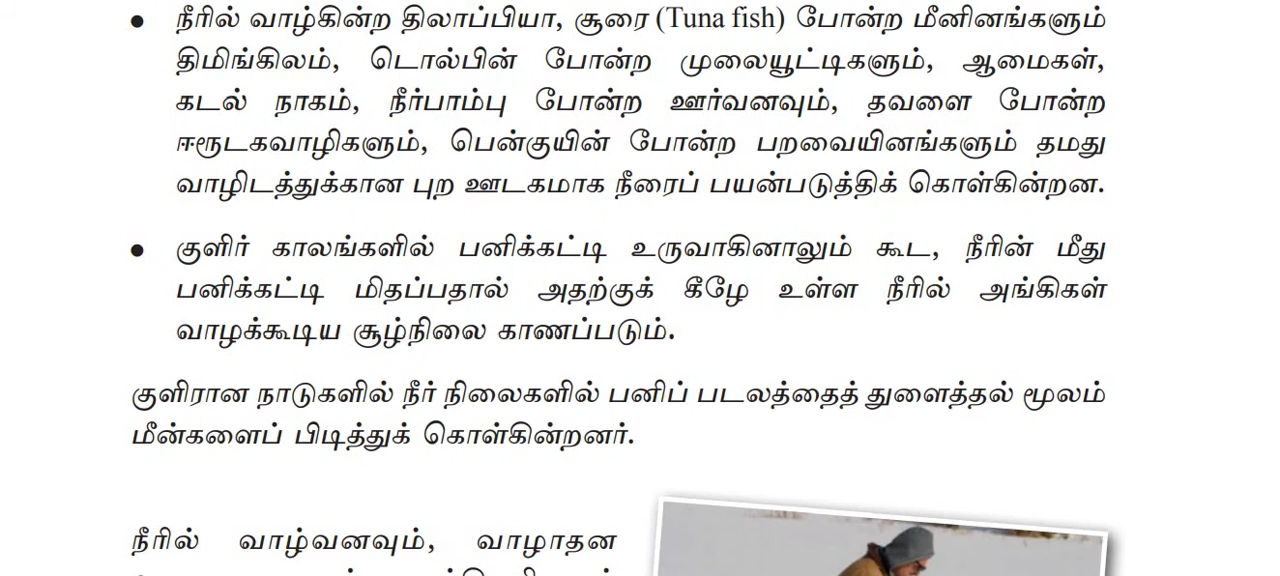 ● நீரில் வாழ்கின்ற திலாப்பியா, சூரை (Tuna fish) போன்ற மீனினங்களும்
திமிங்கிலம், டொல்பின் போன்ற முலையூட்டிகளும், ஆமைகள்,
கடல் நாகம், நீர்பாம்பு போன்ற ஊர்வனவும், தவளை போன்ற
ஈரூடகவாழிகளும், பென்குயின் போன்ற பறவையினங்களும் தமது
வாழிடத்துக்கான புற ஊடகமாக நீரைப் பயன்படுத்திக் கொள்கின்றன.
● குளிர் காலங்களில் பனிக்கட்டி உருவாகினாலும் கூட, நீரின் மீது
பனிக்கட்டி மிதப்பதால் அதற்குக் கீழே உள்ள நீரில் அங்கிகள்
வாழக்கூடிய சூழ்நிலை காணப்படும்.
குளிரான நாடுகளில் நீர் நிலைகளில் பனிப் படலத்தைத் துளைத்தல் மூலம்
மீன்களைப் பிடித்துக் கொள்கின்றனர்.
நீரில் வாழ்வனவும், வாழாதன